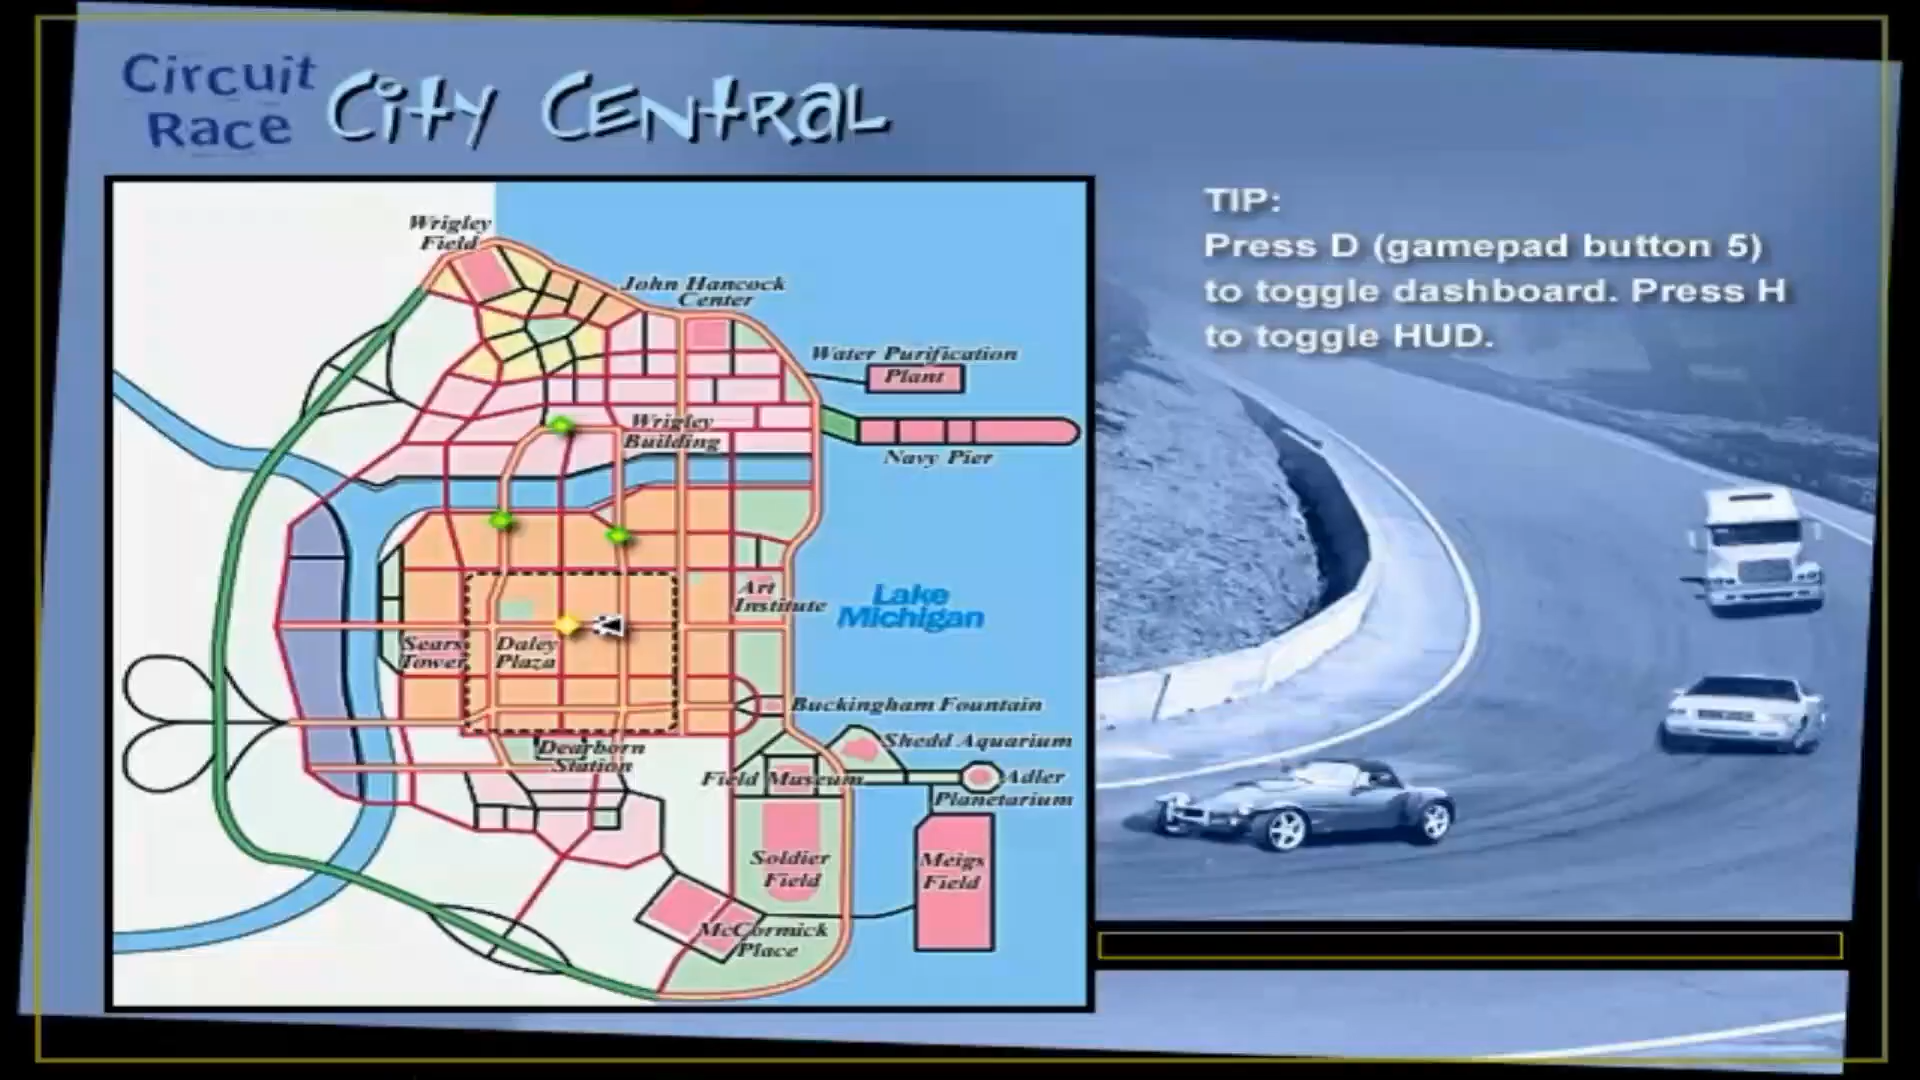 Circuit
Race
City Central
TIP:
Press D (gamepad button 5)
to toggle dashboard. Press H
to toggle HUD.
Wrigley
Field
John Hancock
Center
Water Purification
Plant
Wrigley
Building
Navy Pier
Art
Institute
Lake
Michigan
Sears
Tower
Daley
Plaza
Buckingham Fountain
Dearborn
Station
Shedd Aquarium
Field Museum
Adler
Planetarium
Soldier
Field
Meigs
Field
McCormick
Place